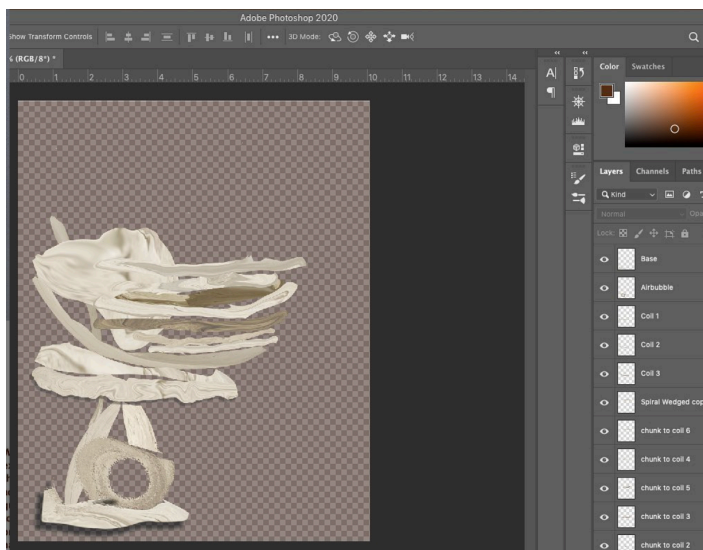 Adobe Photoshop 2020
Show Transform Controls
3D Mode:
% (RGB/8*) *
0 1 2 3 4 5 6 7 8 9 10 11 12 13 14
A|
Color Swatches
Layers Channels Paths
Kind
Normal
Lock:
Base
Airbubble
Coil 1
Coil 2
Coil 3
Spiral Wedged cop
chunk to coil 6
chunk to coil 4
chunk to coil 5
chunk to coil 3
chunk to coil 2